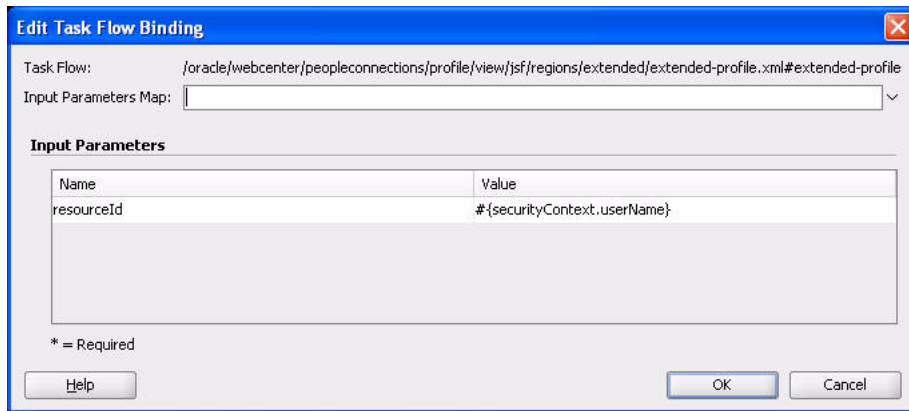 Edit Task Flow Binding
Task Flow: /oracle/webcenter/peopleconnections/profile/view/jsf/regions/extended/extended-profile.xml#extended-profile
Input Parameters Map:
Input Parameters
Name Value
resourceId #{securityContext.userName}
* = Required
Help OK Cancel